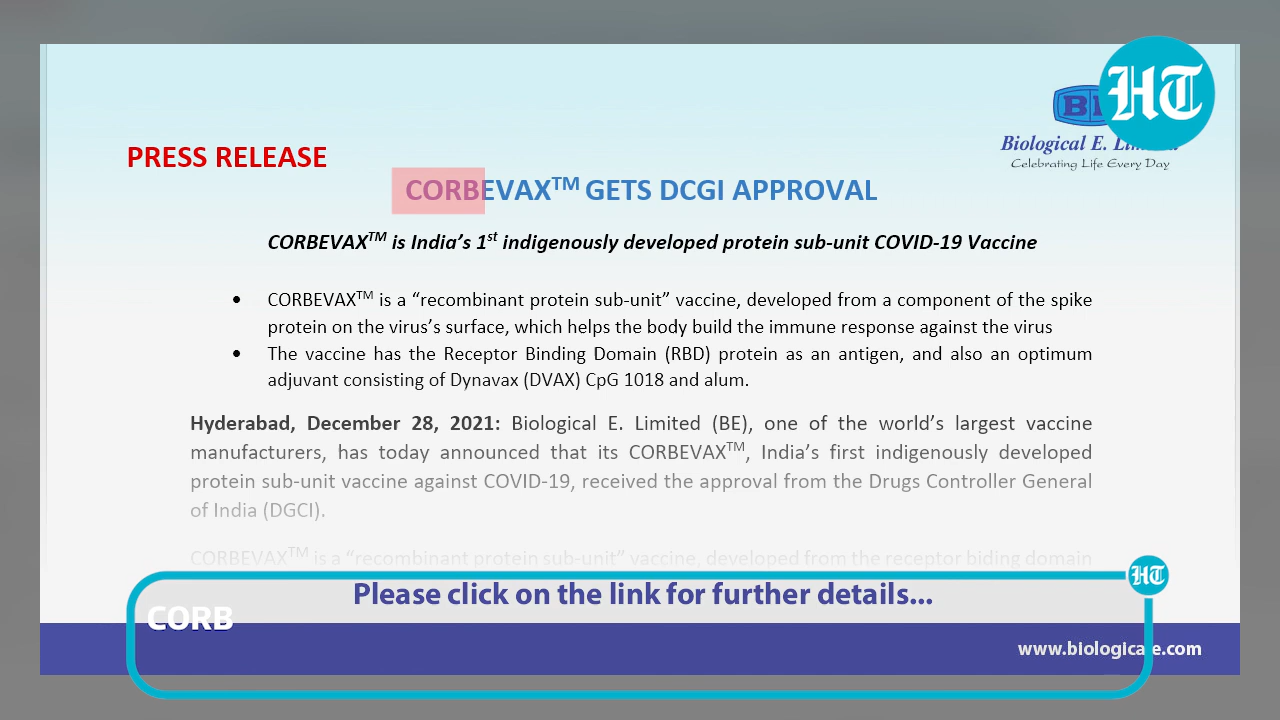 HT
BE
Biological E. Limited
Celebrating Life Every Day
PRESS RELEASE
CORBEVAX™ GETS DCGI APPROVAL
CORBEVAX™ is India's 1st indigenously developed protein sub-unit COVID-19 Vaccine
• CORBEVAX™ is a “recombinant protein sub-unit” vaccine, developed from a component of the spike
protein on the virus's surface, which helps the body build the immune response against the virus
• The vaccine has the Receptor Binding Domain (RBD) protein as an antigen, and also an optimum
adjuvant consisting of Dynavax (DVAX) CpG 1018 and alum.
Hyderabad, December 28, 2021: Biological E. Limited (BE), one of the world's largest vaccine
manufacturers, has today announced that its CORBEVAX™, India's first indigenously developed
protein sub-unit vaccine against COVID-19, received the approval from the Drugs Controller General
of India (DGCI).
CORBEVAX™ is a “recombinant protein sub-unit” vaccine, developed from the receptor biding domain
HT
Please click on the link for further details...
CORB
www.biologicale.com